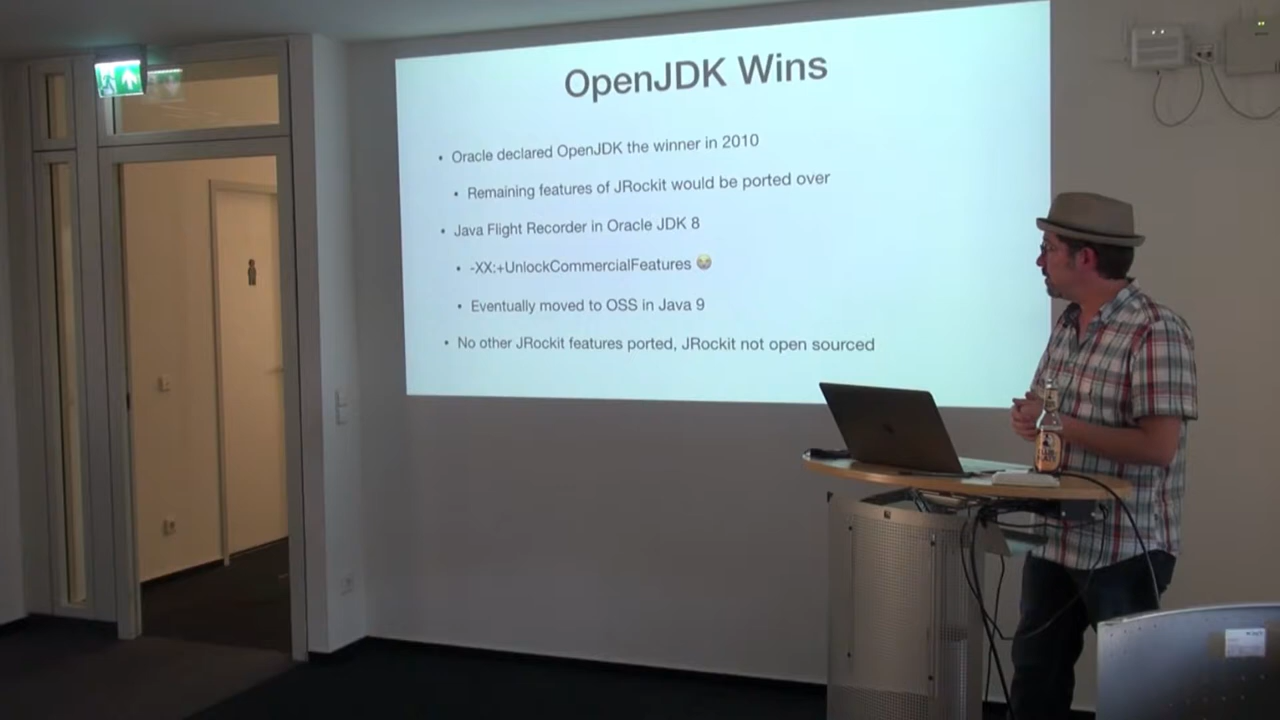 OpenJDK Wins
• Oracle declared OpenJDK the winner in 2010
• Remaining features of JRockit would be ported over
• Java Flight Recorder in Oracle JDK 8
• -XX:+UnlockCommercialFeatures 😹
• Eventually moved to OSS in Java 9
• No other JRockit features ported, JRockit not open sourced